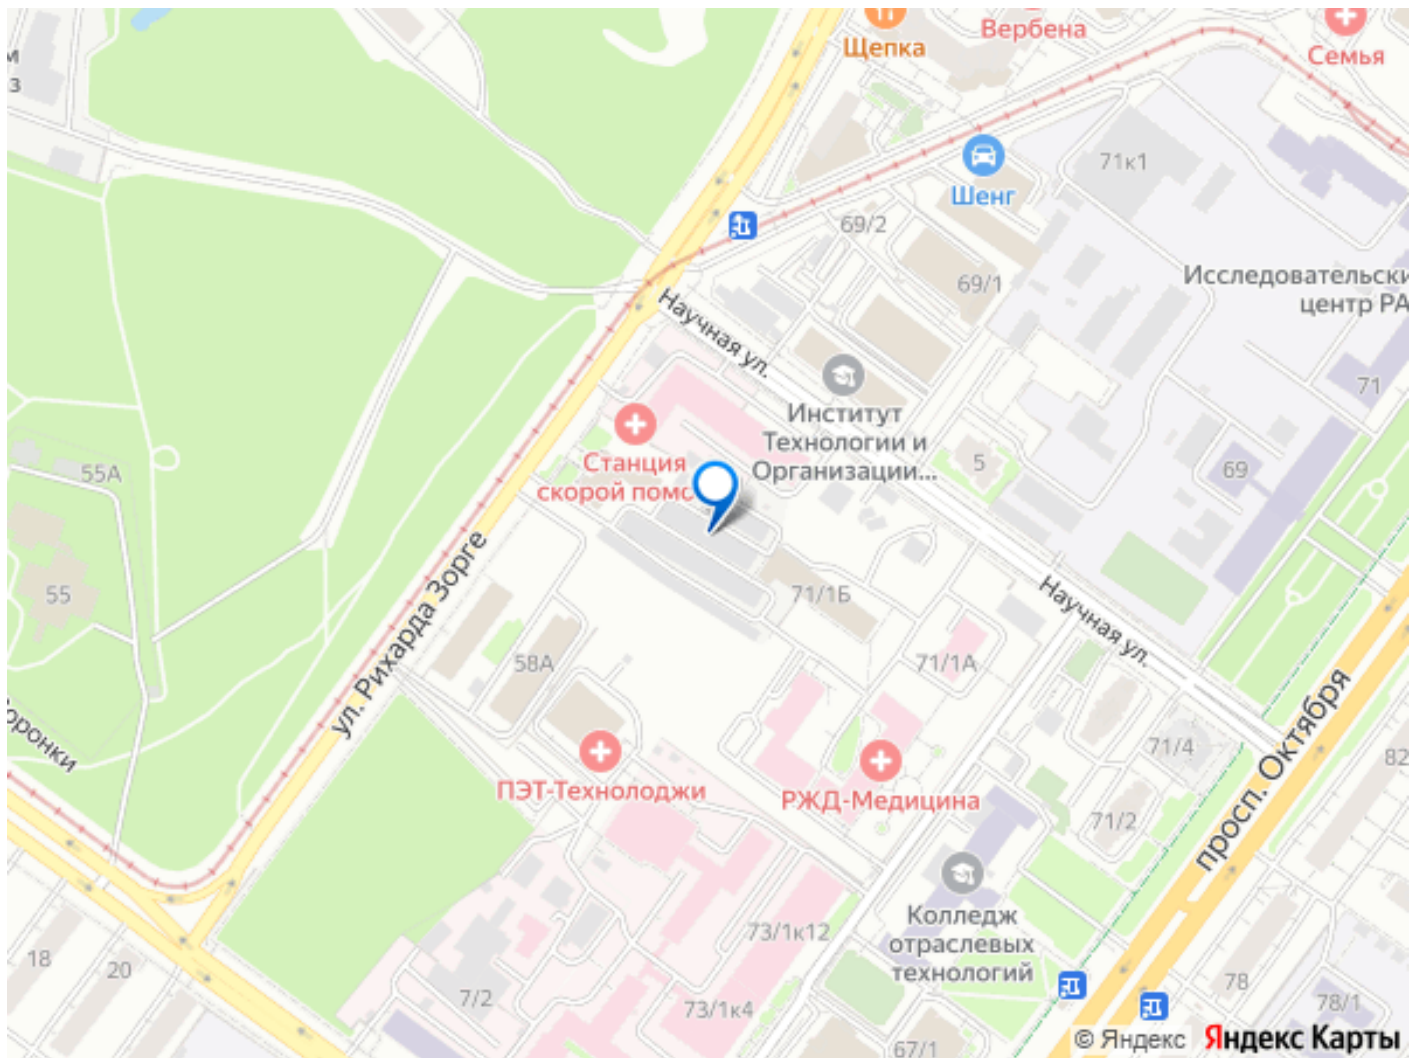 Щепка
Вербена
Семья
м
з
71к1
Шенг
69/2
69/1
Исследовательски
центр РА
Научная ул.
71
Институт
Технологии и
Организации...
Станция
скорой помо
5
69
55А
55
ул. Рихарда Зорге
71/1Б
Научная ул.
58А
71/1А
оронки
ПЭТ-Технолоджи
РЖД-Медицина
71/4
просп. Октября
82
71/2
Колледж
отраслевых
технологий
73/1к12
18
20
7/2
73/1к4
78
78/1
67/1
© Яндекс Яндекс Карты